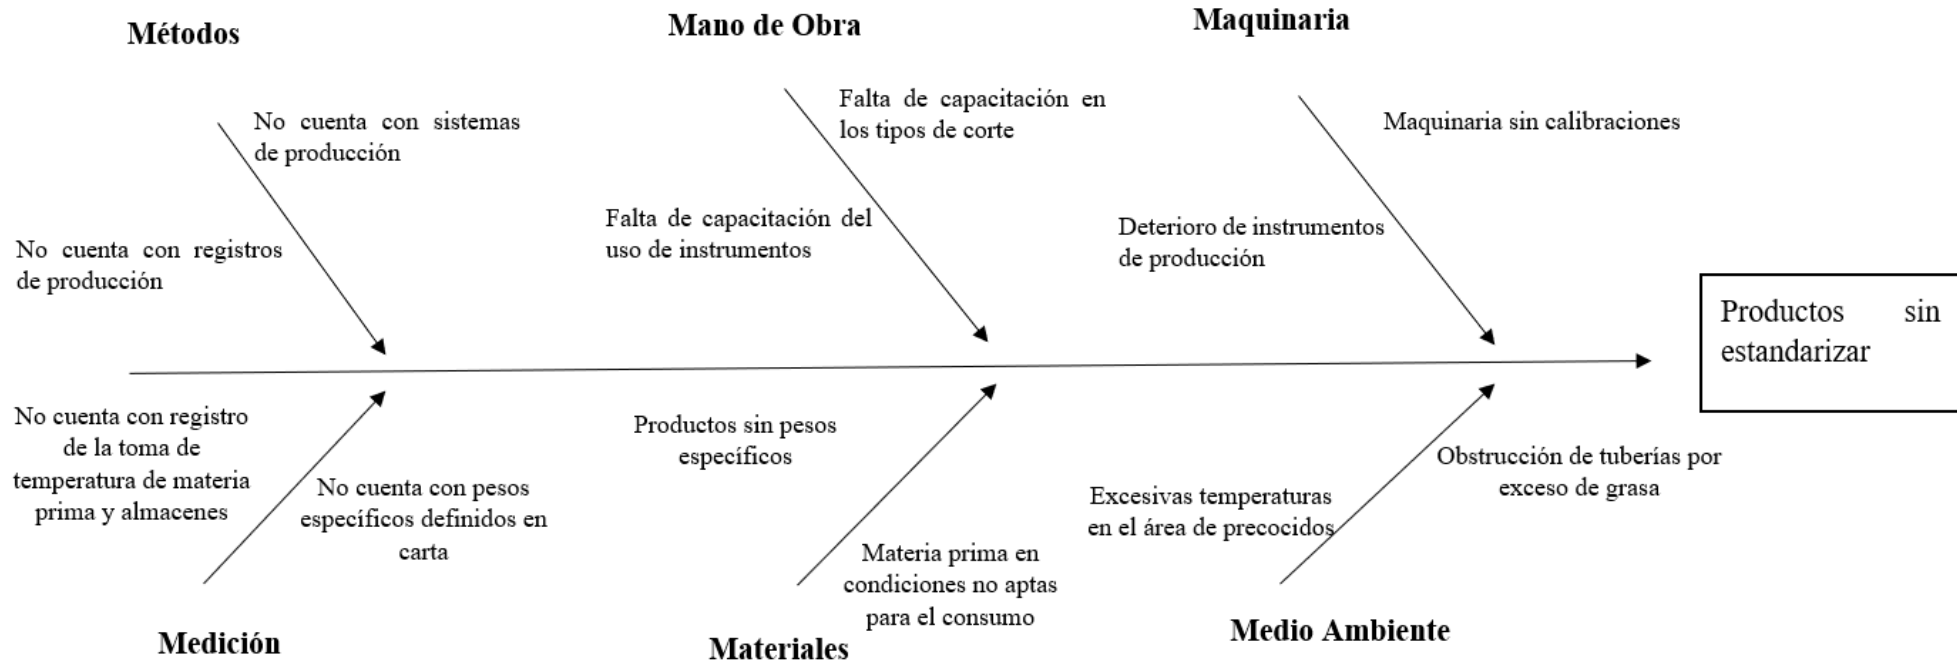 Métodos
Mano de Obra
Maquinaria
No cuenta con sistemas
de producción
No cuenta con registros
de producción
Falta de capacitación en
los tipos de corte
Falta de capacitación del
uso de instrumentos
Maquinaria sin calibraciones
Deterioro de instrumentos
de producción
Productos sin
estandarizar
No cuenta con registro
de la toma de
temperatura de materia
prima y almacenes
No cuenta con pesos
específicos definidos en
carta
Productos sin pesos
específicos
Materia prima en
condiciones no aptas
para el consumo
Excesivas temperaturas
en el área de precocidos
Obstrucción de tuberías por
exceso de grasa
Medición
Materiales
Medio Ambiente